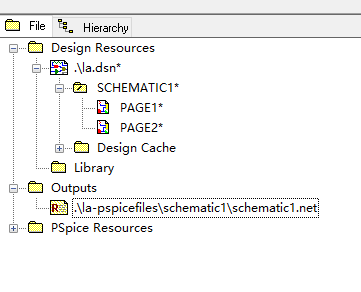 File
Hierarchy
Design Resources
.\la.dsn*
SCHEMATIC1*
PAGE1*
PAGE2*
Design Cache
Library
Outputs
.\la-pspicefiles\schematic1\schematic1.net
PSpice Resources